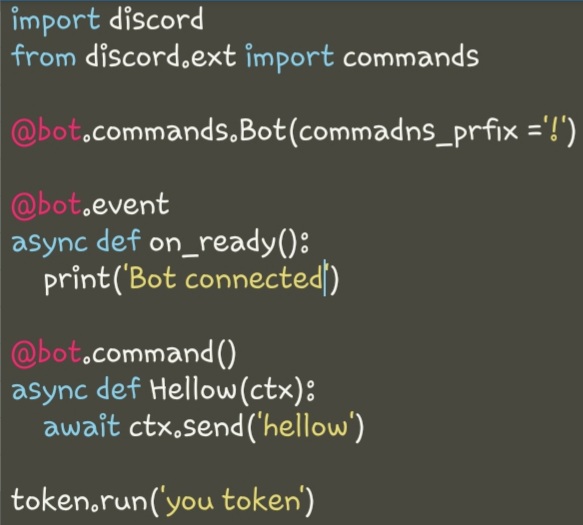 import discord
from discord.ext import commands
@bot.commands.Bot(commadns_prfix ='!')
@bot.event
async def on_ready():
print('Bot connected')
@bot.command()
async def Hellow(ctx):
await ctx.send('hellow')
token.run('you token')